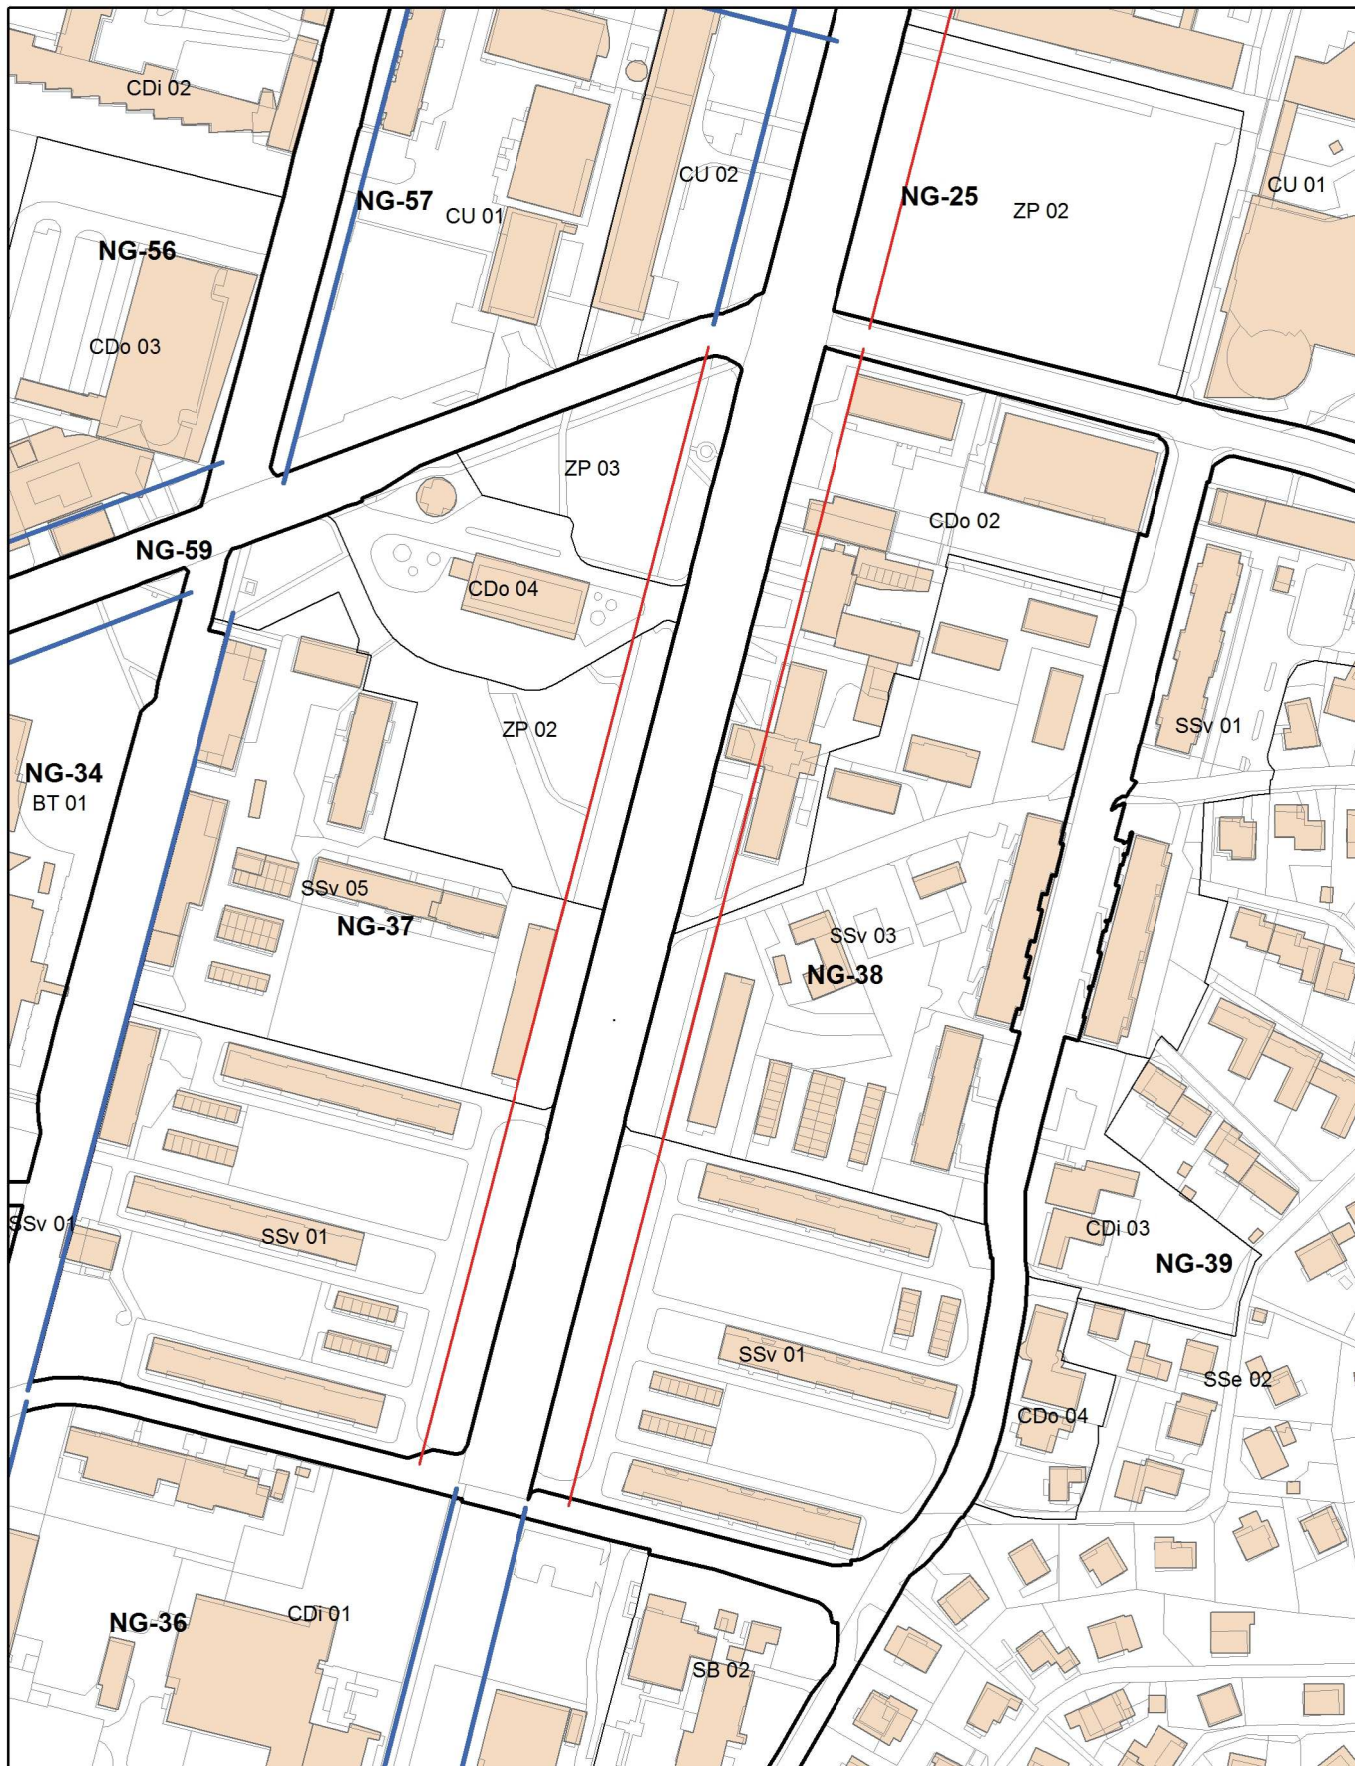 CDi 02
CU 02
NG-57
CU 01
NG-25
ZP 02
CU 01
NG-56
CDo 03
ZP 03
CDo 02
NG-59
CDo 04
ZP 02
SSv 01
NG-34
BT 01
SSv 05
NG-37
SSv 03
NG-38
SSv 01
SSv 01
CDi 03
NG-39
SSv 01
SSe 02
CDo 04
CDi 01
NG-36
SB 02